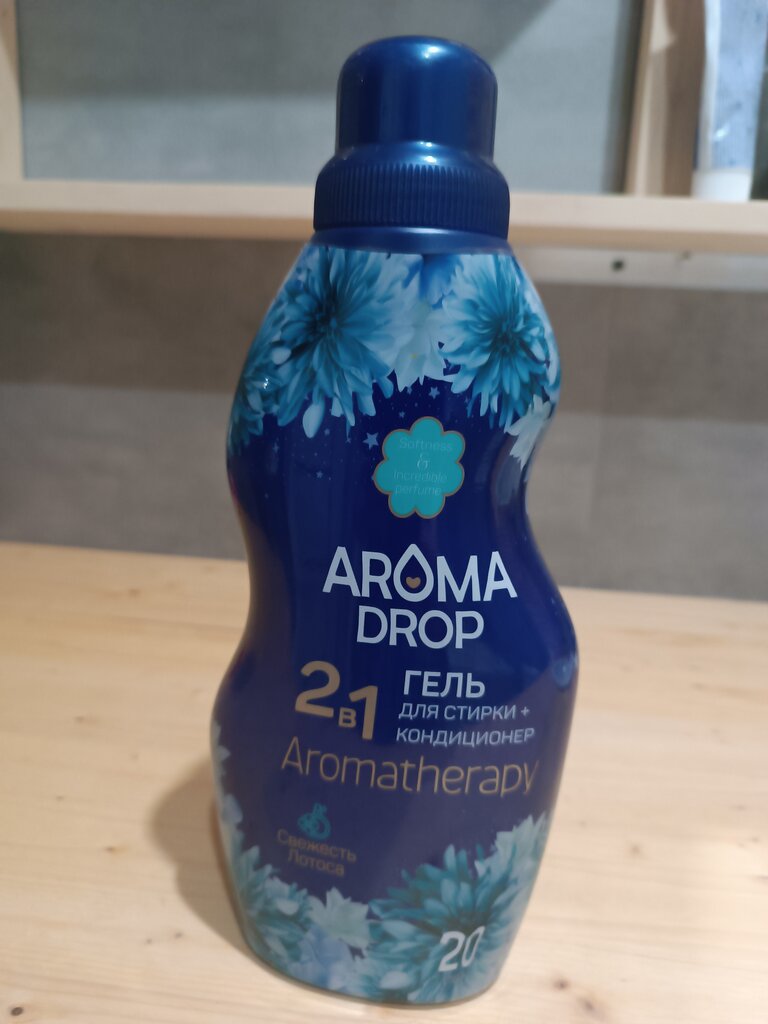 Softness
&
Incredible
perfume
AROMA
DROP
2в1
ГЕЛЬ
ДЛЯ СТИРКИ +
КОНДИЦИОНЕР
Aromatherapy
Свежесть
Лотоса
20